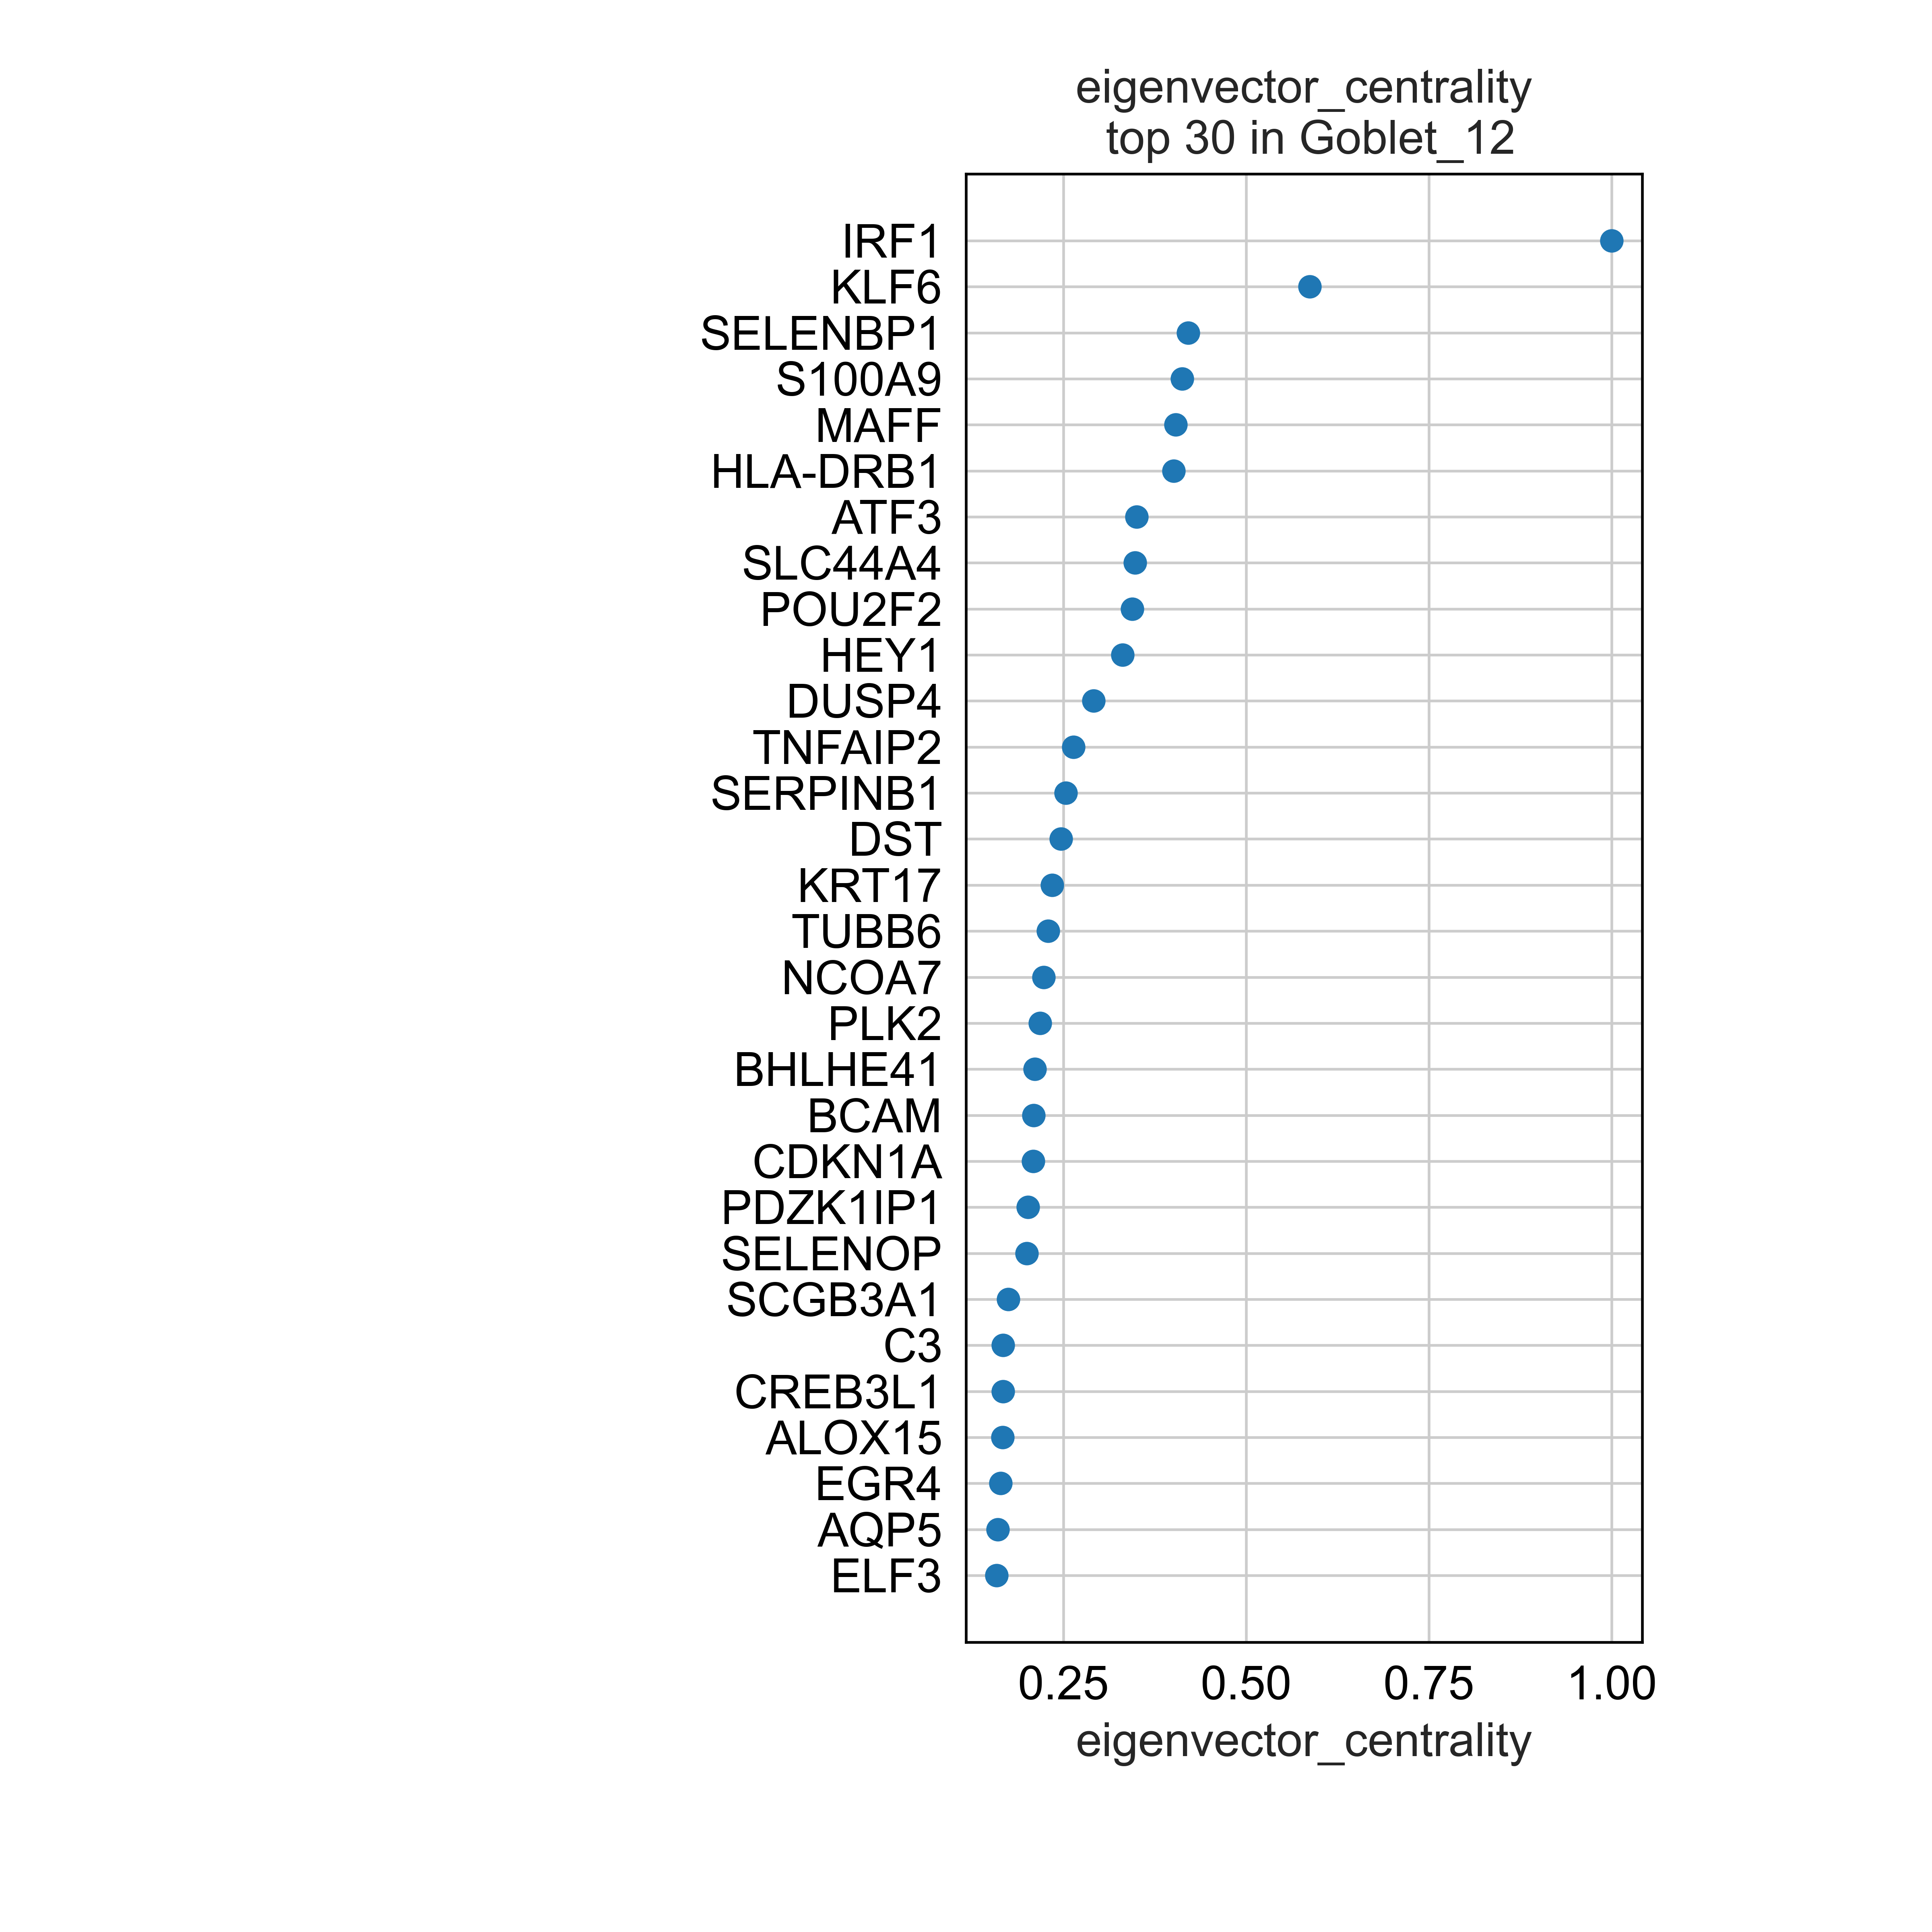 eigenvector_centrality
top 30 in Goblet_12
IRF1
KLF6
SELENBP1
S100A9
MAFF
HLA-DRB1
ATF3
SLC44A4
POU2F2
HEY1
DUSP4
TNFAIP2
SERPINB1
DST
KRT17
TUBB6
NCOA7
PLK2
BHLHE41
BCAM
CDKN1A
PDZK1IP1
SELENOP
SCGB3A1
C3
CREB3L1
ALOX15
EGR4
AQP5
ELF3
0.25 0.50 0.75 1.00
eigenvector_centrality